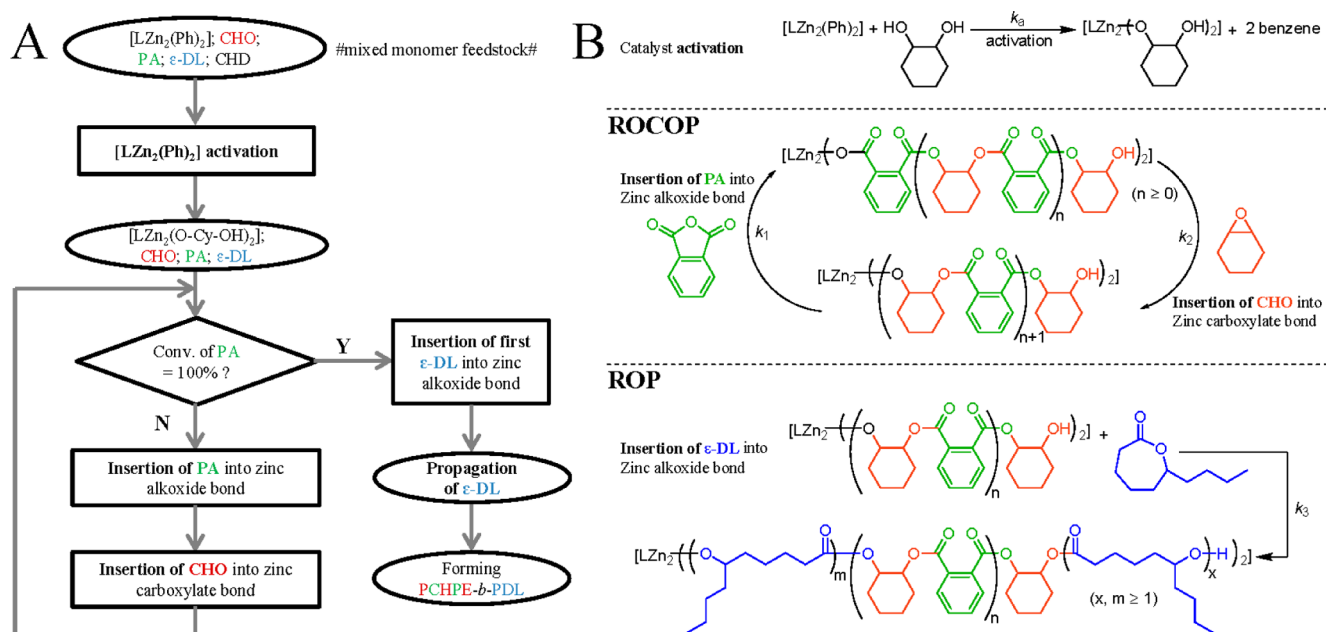 A
[LZn2(Ph)2]; CHO;
PA; ε-DL; CHD
#mixed monomer feedstock#
[LZn2(Ph)2] activation
[LZn2(O-Cy-OH)2];
CHO; PA; ε-DL
Conv. of PA
= 100% ?
Y
N
Insertion of first
ε-DL into zinc
alkoxide bond
Insertion of PA into zinc
alkoxide bond
Propagation
of ε-DL
Insertion of CHO into zinc
carboxylate bond
Forming
PCHPE-b-PDL
B
Catalyst activation
[LZn2(Ph)2] + HO OH
ka
activation
[LZn2(O OH)2] + 2 benzene
ROCOP
[LZn2(O O O O O O O O OH)2]
n
(n ≥ 0)
Insertion of PA into
Zinc alkoxide bond
O O O
k1
k2
O
[LZn2(O O O O O OH)2]
n+1
Insertion of CHO into
Zinc carboxylate bond
ROP
Insertion of ε-DL into
Zinc alkoxide bond
[LZn2(O O O O O OH)2] +
n
O
O
k3
[LZn2((O O)m(O O O O O)n O O (O O H)x)2]
(x, m ≥ 1)